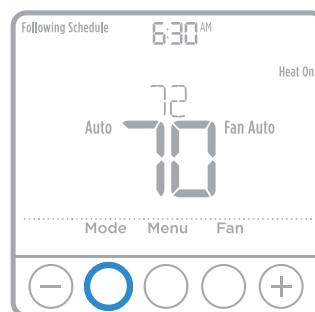 Following Schedule 6:30 AM
Heat On
72
Auto 70 Fan Auto
Mode Menu Fan
− +